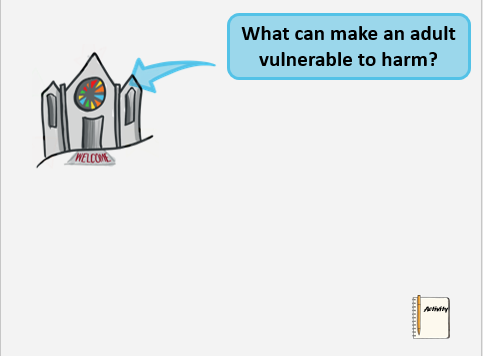 What can make an adult
vulnerable to harm?
WELCOME
Activity